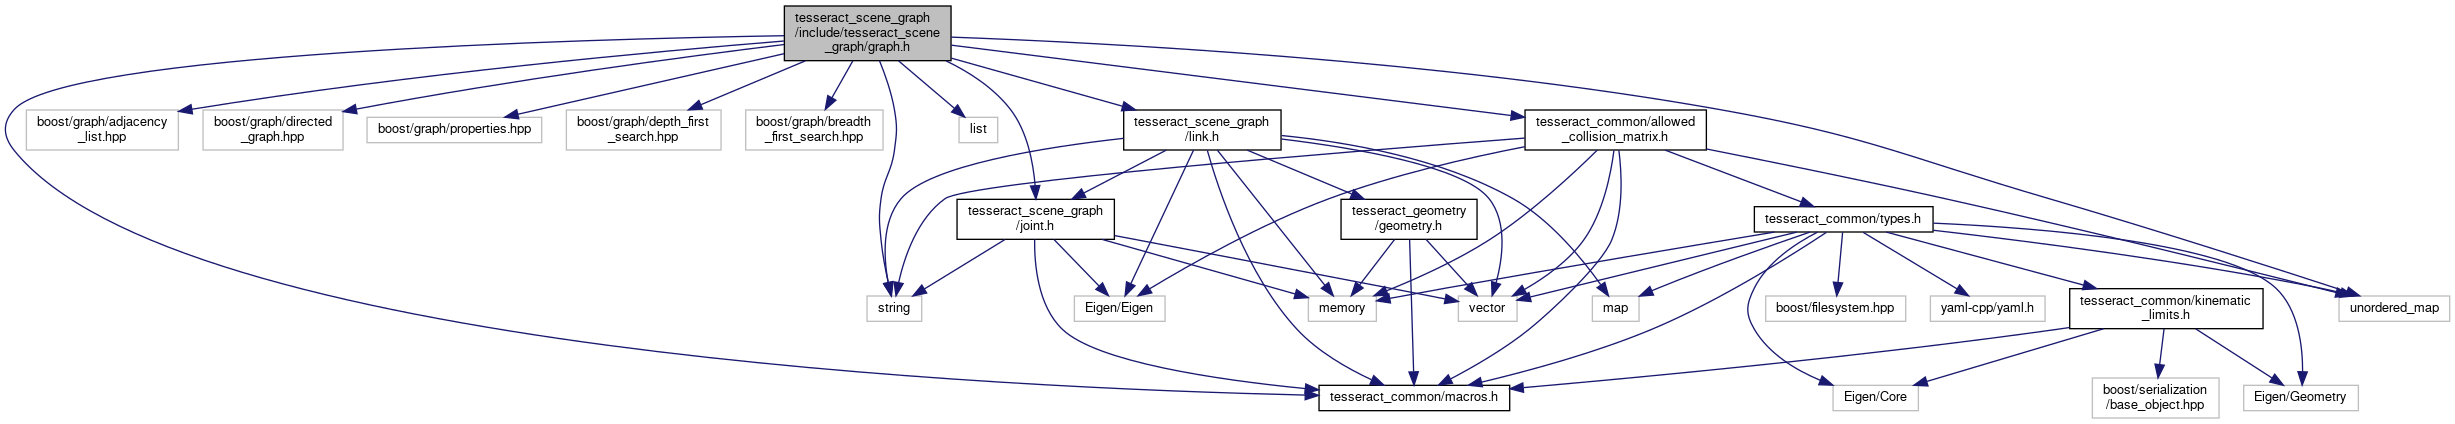 tesseract_scene_graph
/include/tesseract_scene
_graph/graph.h
boost/graph/adjacency
_list.hpp
boost/graph/directed
_graph.hpp
boost/graph/properties.hpp
boost/graph/depth_first
_search.hpp
boost/graph/breadth
_first_search.hpp
list
tesseract_scene_graph
/link.h
tesseract_common/allowed
_collision_matrix.h
tesseract_scene_graph
/joint.h
tesseract_geometry
/geometry.h
tesseract_common/types.h
string
Eigen/Eigen
memory
vector
map
boost/filesystem.hpp
yaml-cpp/yaml.h
tesseract_common/kinematic
_limits.h
unordered_map
tesseract_common/macros.h
Eigen/Core
boost/serialization
/base_object.hpp
Eigen/Geometry